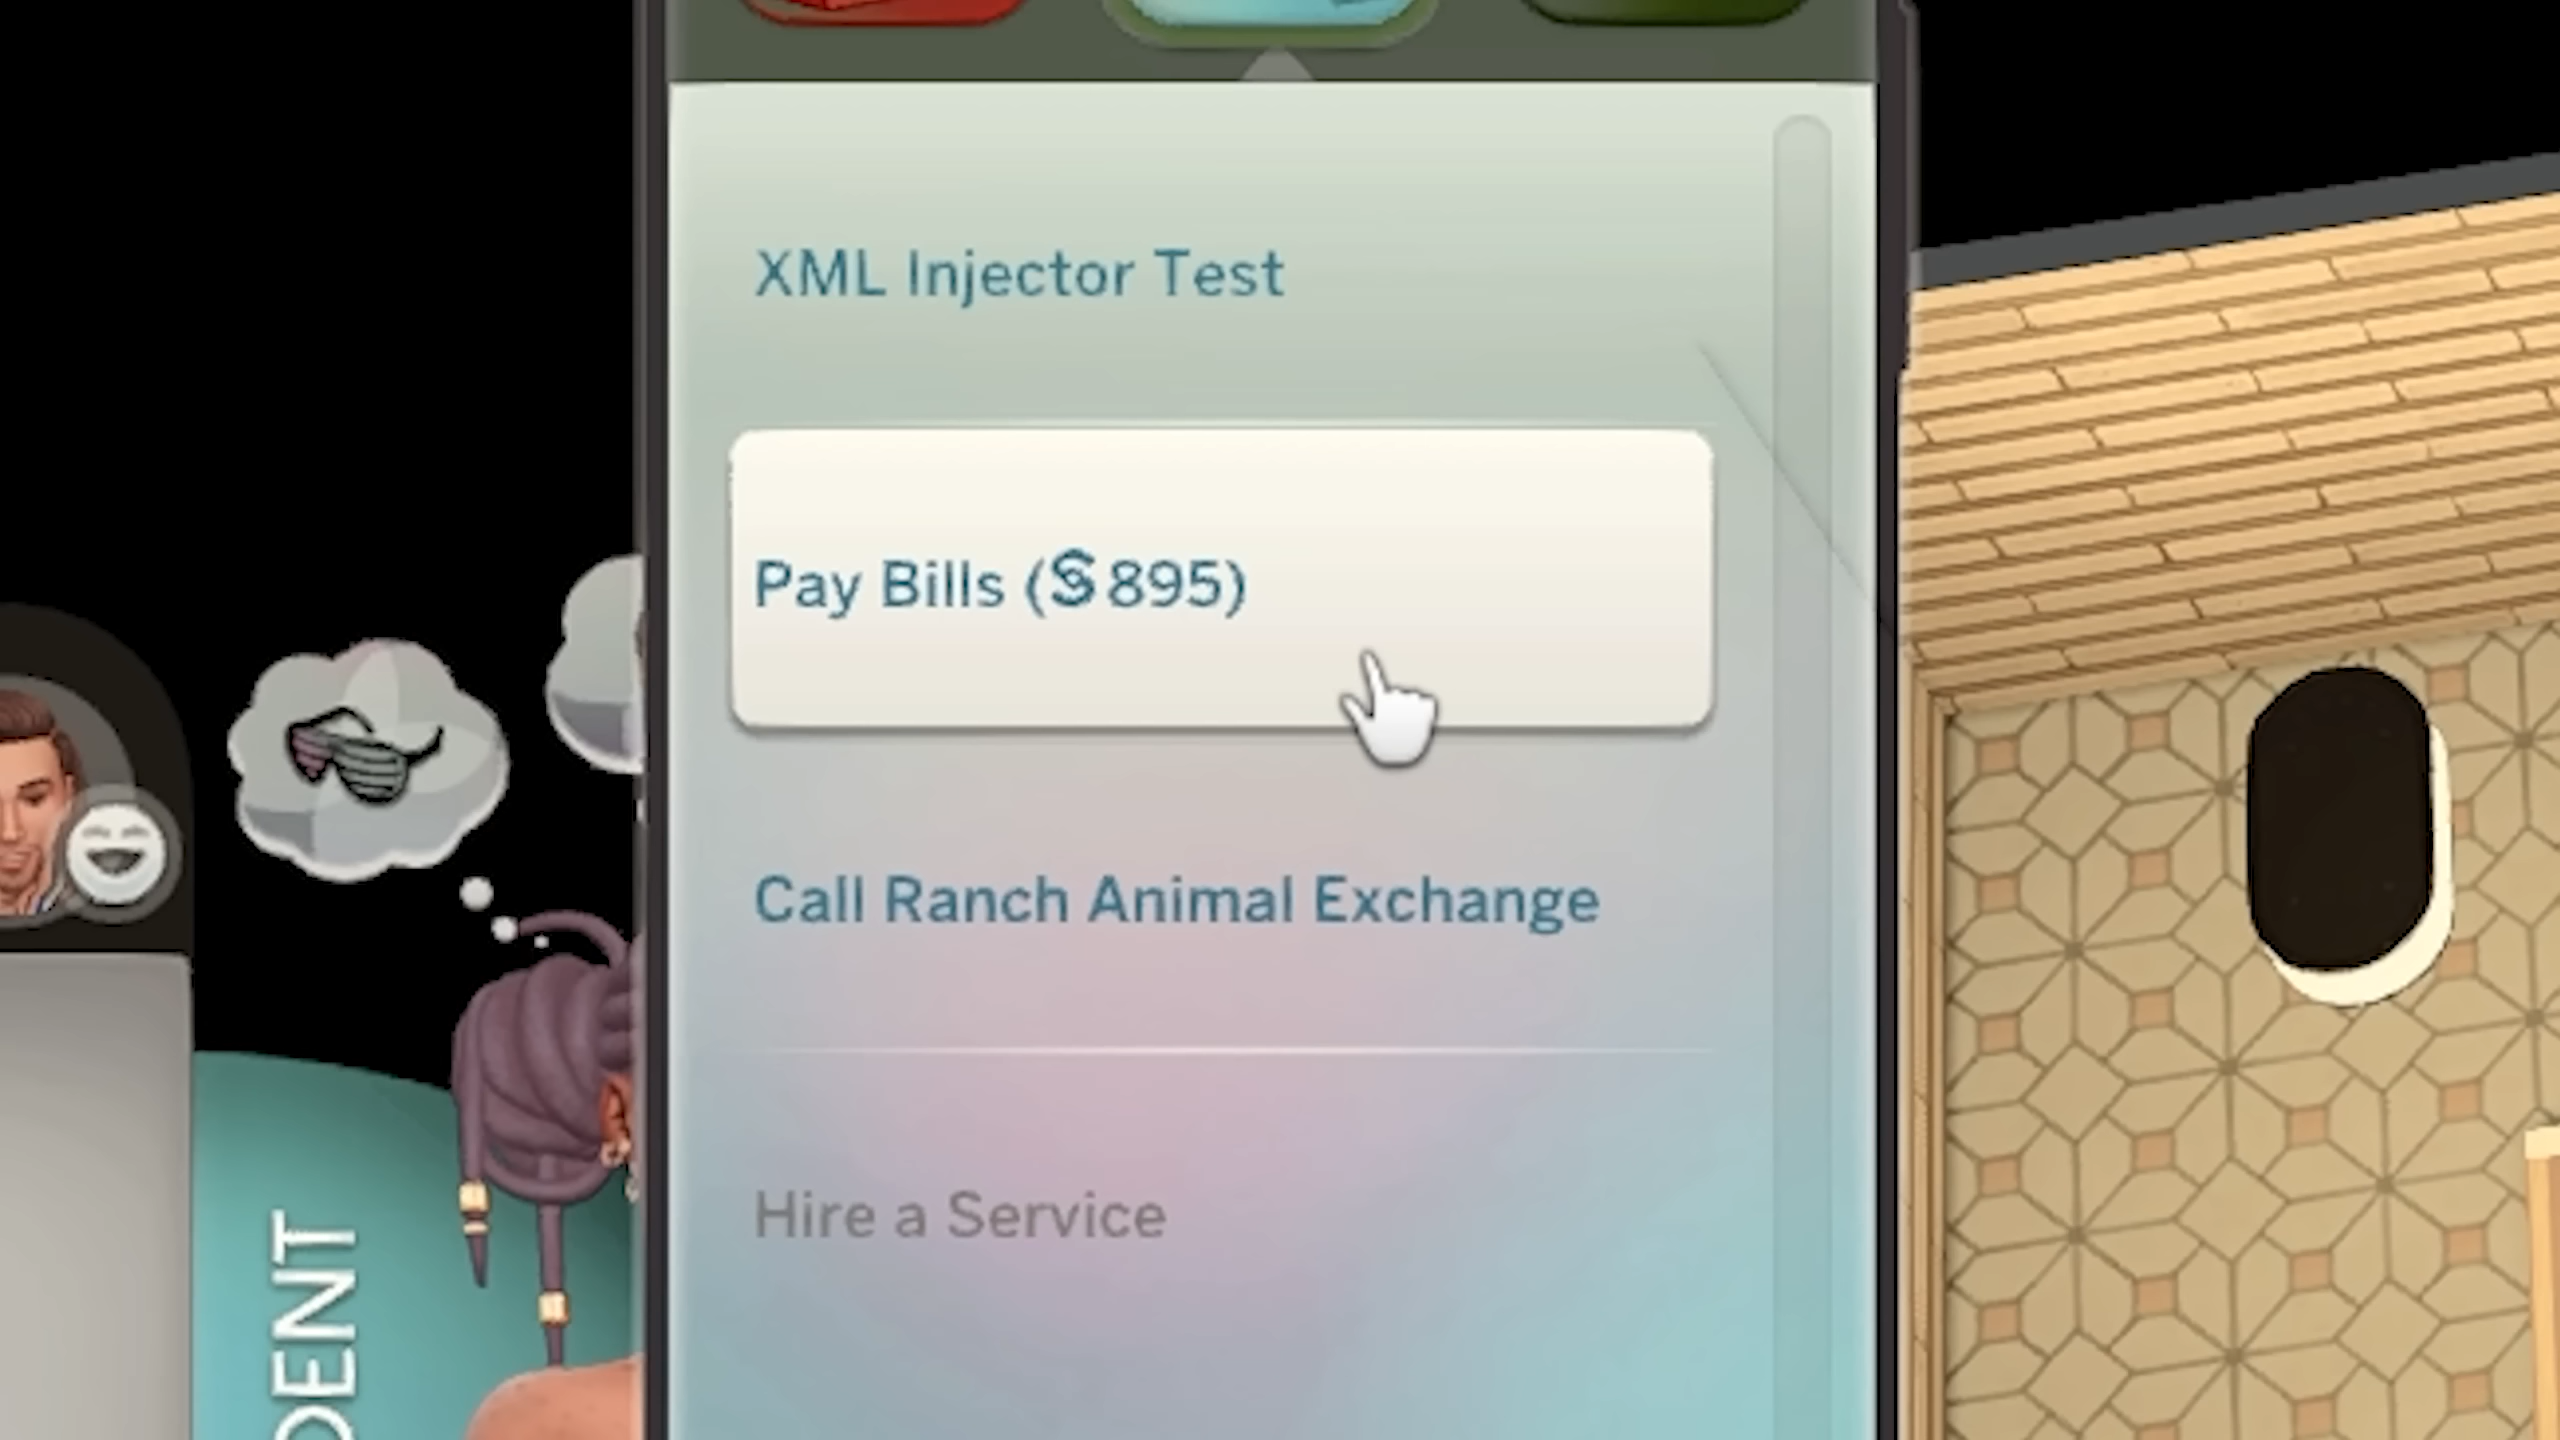 XML Injector Test
Pay Bills (§895)
Call Ranch Animal Exchange
Hire a Service
DENT